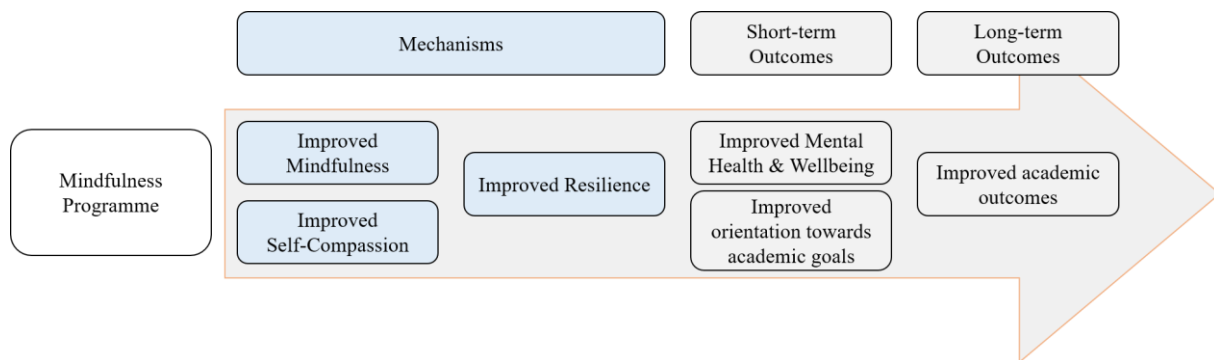 Mechanisms
Short-term
Outcomes
Long-term
Outcomes
Mindfulness
Programme
Improved
Mindfulness
Improved
Self-Compassion
Improved Resilience
Improved Mental
Health & Wellbeing
Improved
orientation towards
academic goals
Improved academic
outcomes